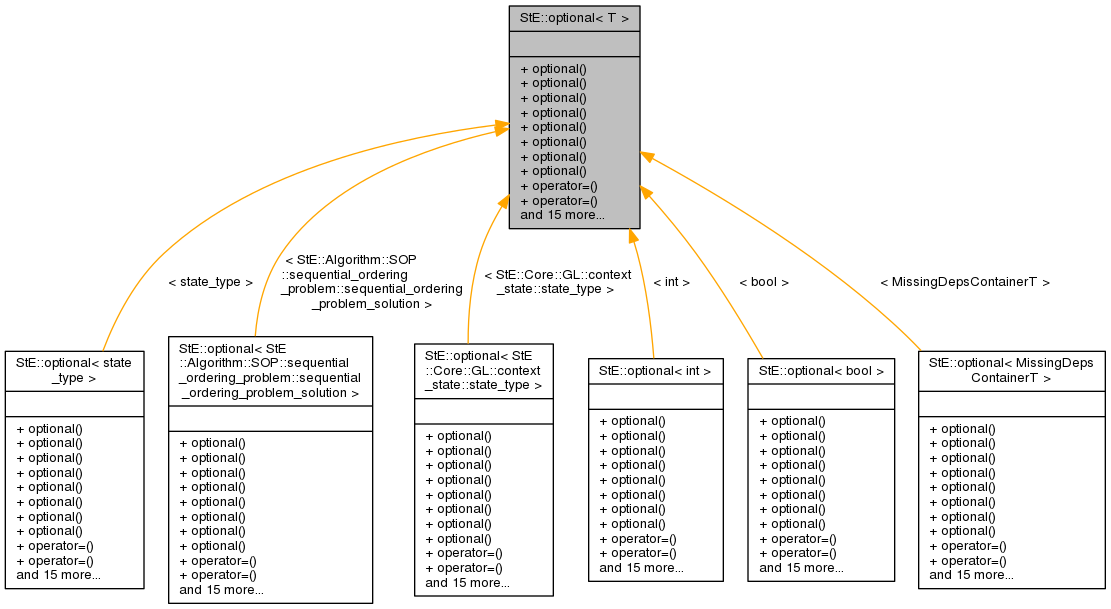 StE::optional< T >
+ optional()
+ optional()
+ optional()
+ optional()
+ optional()
+ optional()
+ optional()
+ optional()
+ operator=()
+ operator=()
and 15 more...
< state_type >
< StE::Algorithm::SOP
::sequential_ordering
_problem::sequential_ordering
_problem_solution >
< StE::Core::GL::context
_state::state_type >
< int >
< bool >
< MissingDepsContainerT >
StE::optional< state
_type >
+ optional()
+ optional()
+ optional()
+ optional()
+ optional()
+ optional()
+ optional()
+ optional()
+ operator=()
+ operator=()
and 15 more...
StE::optional< StE
::Algorithm::SOP::sequential
_ordering_problem::sequential
_ordering_problem_solution >
+ optional()
+ optional()
+ optional()
+ optional()
+ optional()
+ optional()
+ optional()
+ optional()
+ operator=()
+ operator=()
and 15 more...
StE::optional< StE
::Core::GL::context
_state::state_type >
+ optional()
+ optional()
+ optional()
+ optional()
+ optional()
+ optional()
+ optional()
+ optional()
+ operator=()
+ operator=()
and 15 more...
StE::optional< int >
+ optional()
+ optional()
+ optional()
+ optional()
+ optional()
+ optional()
+ optional()
+ optional()
+ operator=()
+ operator=()
and 15 more...
StE::optional< bool >
+ optional()
+ optional()
+ optional()
+ optional()
+ optional()
+ optional()
+ optional()
+ optional()
+ operator=()
+ operator=()
and 15 more...
StE::optional< MissingDeps
ContainerT >
+ optional()
+ optional()
+ optional()
+ optional()
+ optional()
+ optional()
+ optional()
+ optional()
+ operator=()
+ operator=()
and 15 more...